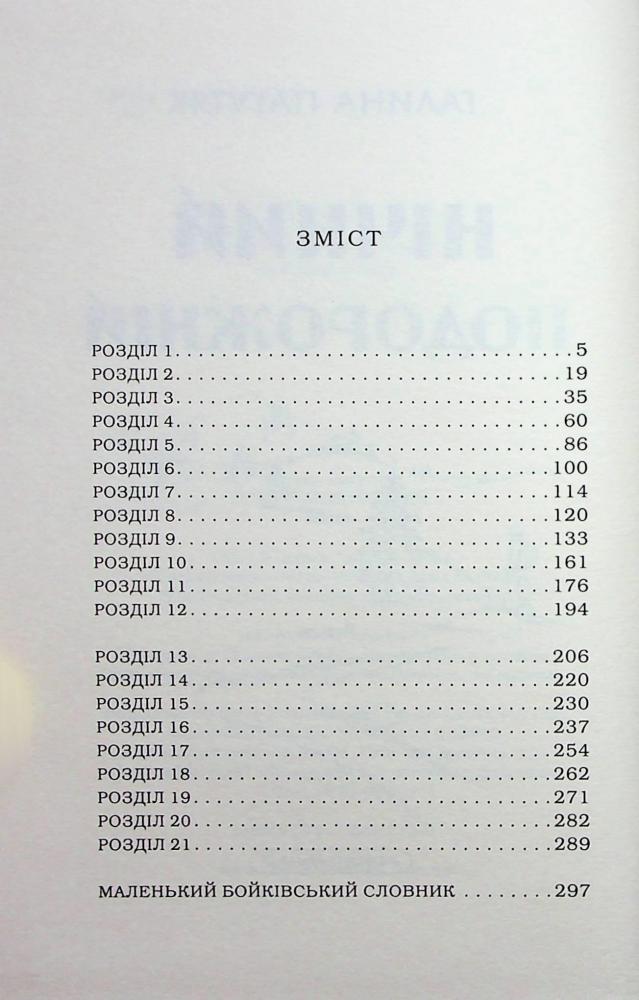 ЗМІСТ
РОЗДІЛ 1. . . . . . . . . . . . . . . . . . . . . . . . . . . . . . 5
РОЗДІЛ 2. . . . . . . . . . . . . . . . . . . . . . . . . . . . . . 19
РОЗДІЛ 3. . . . . . . . . . . . . . . . . . . . . . . . . . . . . . 35
РОЗДІЛ 4. . . . . . . . . . . . . . . . . . . . . . . . . . . . . . 60
РОЗДІЛ 5. . . . . . . . . . . . . . . . . . . . . . . . . . . . . . 86
РОЗДІЛ 6. . . . . . . . . . . . . . . . . . . . . . . . . . . . . . 100
РОЗДІЛ 7. . . . . . . . . . . . . . . . . . . . . . . . . . . . . . 114
РОЗДІЛ 8. . . . . . . . . . . . . . . . . . . . . . . . . . . . . . 120
РОЗДІЛ 9. . . . . . . . . . . . . . . . . . . . . . . . . . . . . . 133
РОЗДІЛ 10. . . . . . . . . . . . . . . . . . . . . . . . . . . . . 161
РОЗДІЛ 11. . . . . . . . . . . . . . . . . . . . . . . . . . . . . 176
РОЗДІЛ 12. . . . . . . . . . . . . . . . . . . . . . . . . . . . . 194
РОЗДІЛ 13. . . . . . . . . . . . . . . . . . . . . . . . . . . . . 206
РОЗДІЛ 14. . . . . . . . . . . . . . . . . . . . . . . . . . . . . 220
РОЗДІЛ 15. . . . . . . . . . . . . . . . . . . . . . . . . . . . . 230
РОЗДІЛ 16. . . . . . . . . . . . . . . . . . . . . . . . . . . . . 237
РОЗДІЛ 17. . . . . . . . . . . . . . . . . . . . . . . . . . . . . 254
РОЗДІЛ 18. . . . . . . . . . . . . . . . . . . . . . . . . . . . . 262
РОЗДІЛ 19. . . . . . . . . . . . . . . . . . . . . . . . . . . . . 271
РОЗДІЛ 20. . . . . . . . . . . . . . . . . . . . . . . . . . . . . 282
РОЗДІЛ 21. . . . . . . . . . . . . . . . . . . . . . . . . . . . . 289
МАЛЕНЬКИЙ БОЙКІВСЬКИЙ СЛОВНИК . . . . . . . . 297